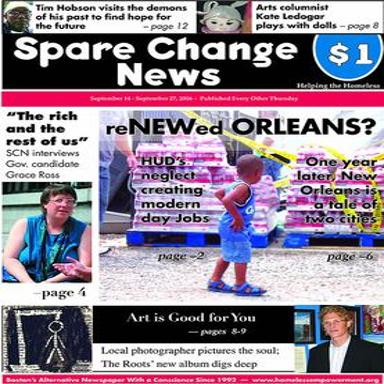 Tim Hobson visits the demons
of his past to find hope for
the future – page 12
Arts columnist
Kate Ledogar
plays with dolls – page 8
Spare Change
News
$1
Helping the Homeless
September 14 - September 27, 2006 - Published Every Other Thursday
"The rich
and the
rest of us"
SCN interviews
Gov. candidate
Grace Ross
–page 4
reNEWed ORLEANS?
HUD's
neglect
creating
modern
day Jobs
page –2
One year
later, New
Orleans is
a tale of
two cities
page –6
Art is Good for You
— pages 8-9
Local photographer pictures the soul;
The Roots' new album digs deep
Boston's Alternative Newspaper With a Conscience Since 1992 — www.homelessempowerment.org